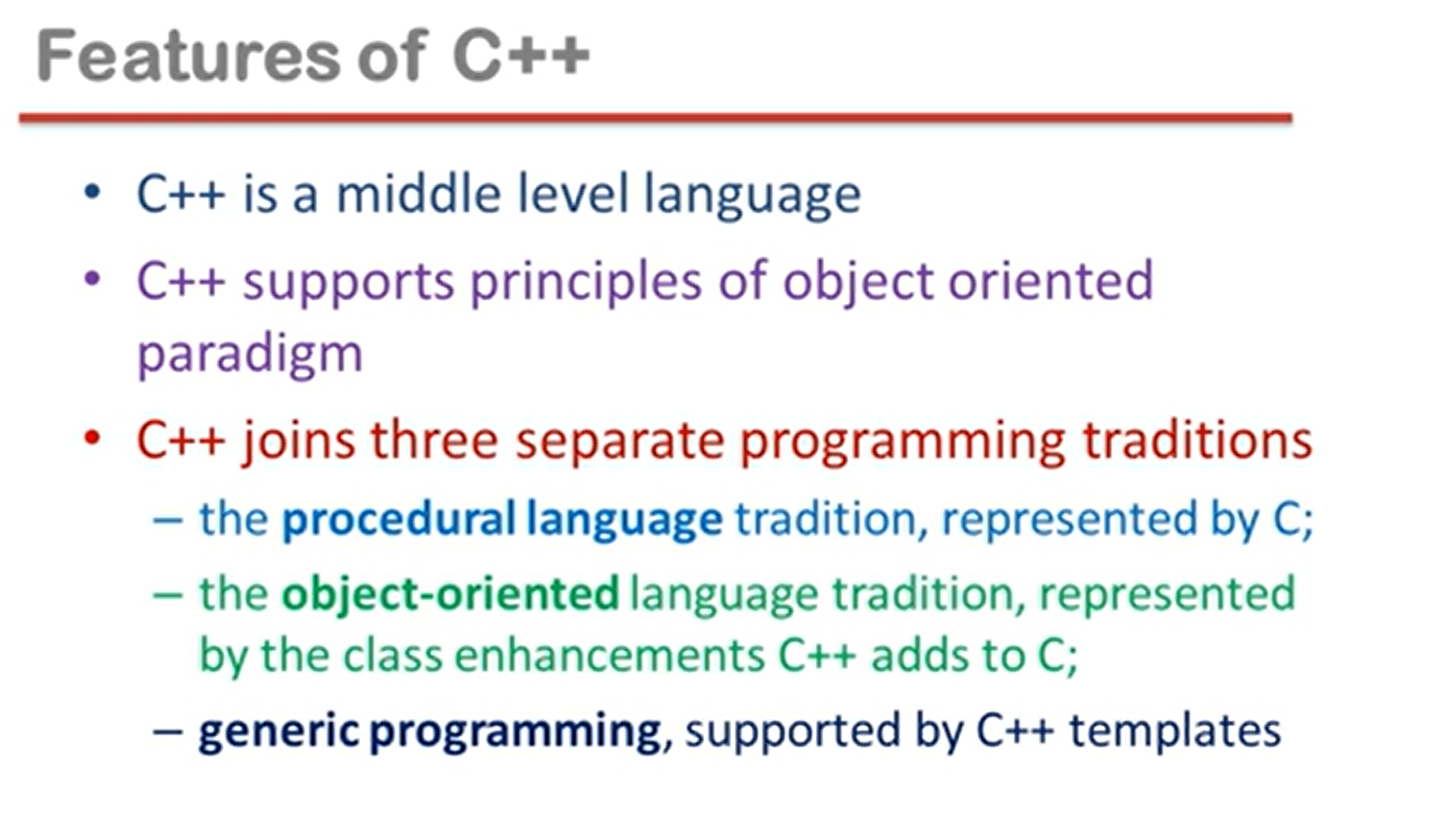 Features of C++
• C++ is a middle level language
• C++ supports principles of object oriented
paradigm
• C++ joins three separate programming traditions
– the procedural language tradition, represented by C;
– the object-oriented language tradition, represented
by the class enhancements C++ adds to C;
– generic programming, supported by C++ templates